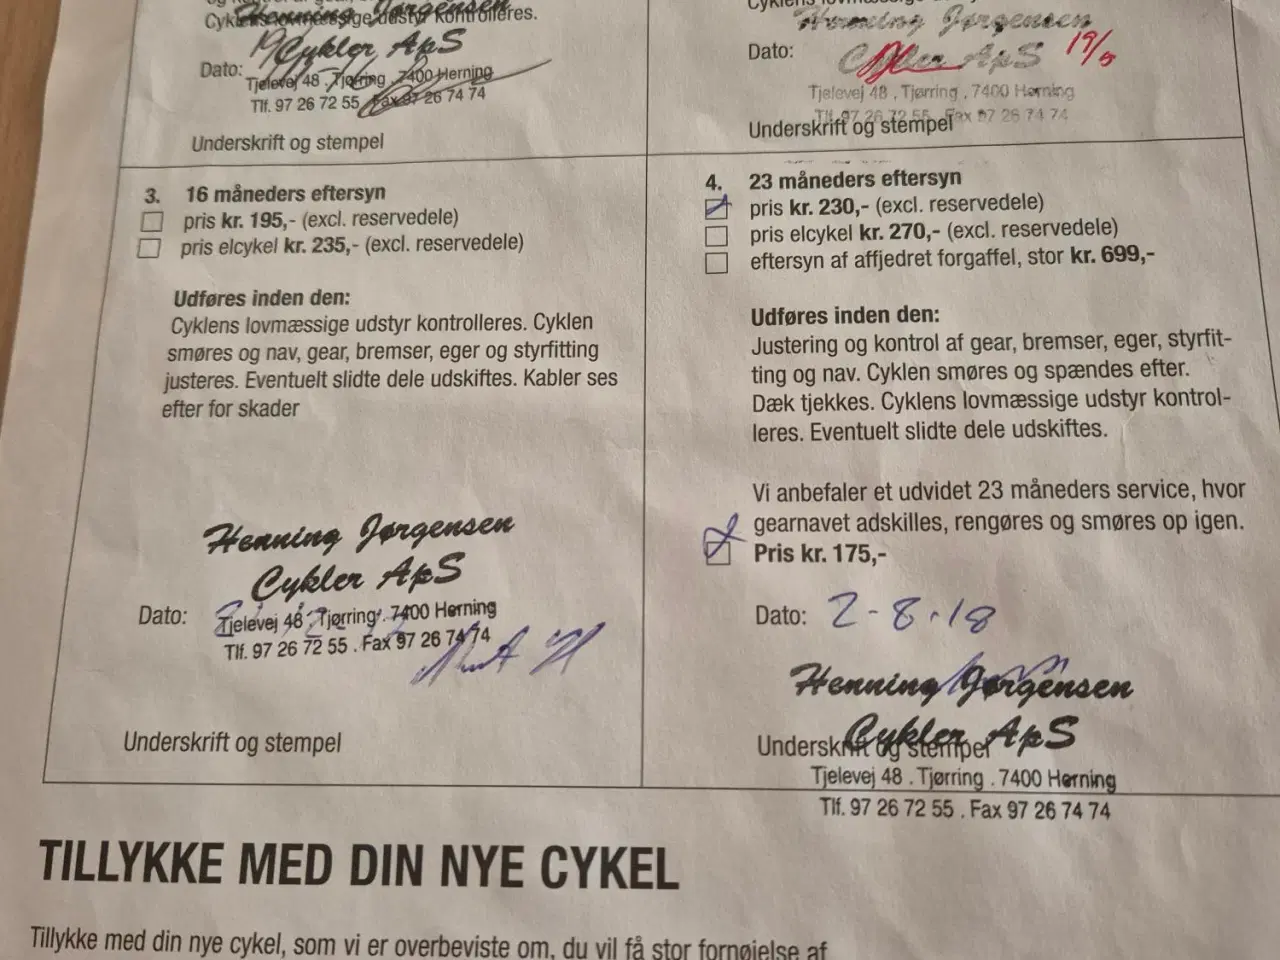 Cyklens lovmæssige udstyr kontrolleres.
Henning Jørgensen
Cykler ApS
Dato:
Tjelevej 48 . Tjørring . 7400 Herning
Tlf. 97 26 72 55 . Fax 97 26 74 74
Underskrift og stempel
Henning Jørgensen
Dato:
Cykler ApS
19/5
Tjelevej 48 . Tjørring . 7400 Herning
Tlf. 97 26 72 55 . Fax 97 26 74 74
Underskrift og stempel
3. 16 måneders eftersyn
pris kr. 195,- (excl. reservedele)
pris elcykel kr. 235,- (excl. reservedele)
Udføres inden den:
Cyklens lovmæssige udstyr kontrolleres. Cyklen
smøres og nav, gear, bremser, eger og styrfitting
justeres. Eventuelt slidte dele udskiftes. Kabler ses
efter for skader
Henning Jørgensen
Cykler ApS
Dato:
Tjelevej 48 . Tjørring . 7400 Herning
Tlf. 97 26 72 55 . Fax 97 26 74 74
Underskrift og stempel
4. 23 måneders eftersyn
pris kr. 230,- (excl. reservedele)
pris elcykel kr. 270,- (excl. reservedele)
eftersyn af affjedret forgaffel, stor kr. 699,-
Udføres inden den:
Justering og kontrol af gear, bremser, eger, styrfit-
ting og nav. Cyklen smøres og spændes efter.
Dæk tjekkes. Cyklens lovmæssige udstyr kontrol-
leres. Eventuelt slidte dele udskiftes.
Vi anbefaler et udvidet 23 måneders service, hvor
gearnavet adskilles, rengøres og smøres op igen.
Pris kr. 175,-
Dato: 2-8-18
Henning Jørgensen
Cykler ApS
Underskrift og stempel
Tjelevej 48 . Tjørring . 7400 Herning
Tlf. 97 26 72 55 . Fax 97 26 74 74
TILLYKKE MED DIN NYE CYKEL
Tillykke med din nye cykel, som vi er overbeviste om, du vil få stor fornøjelse af